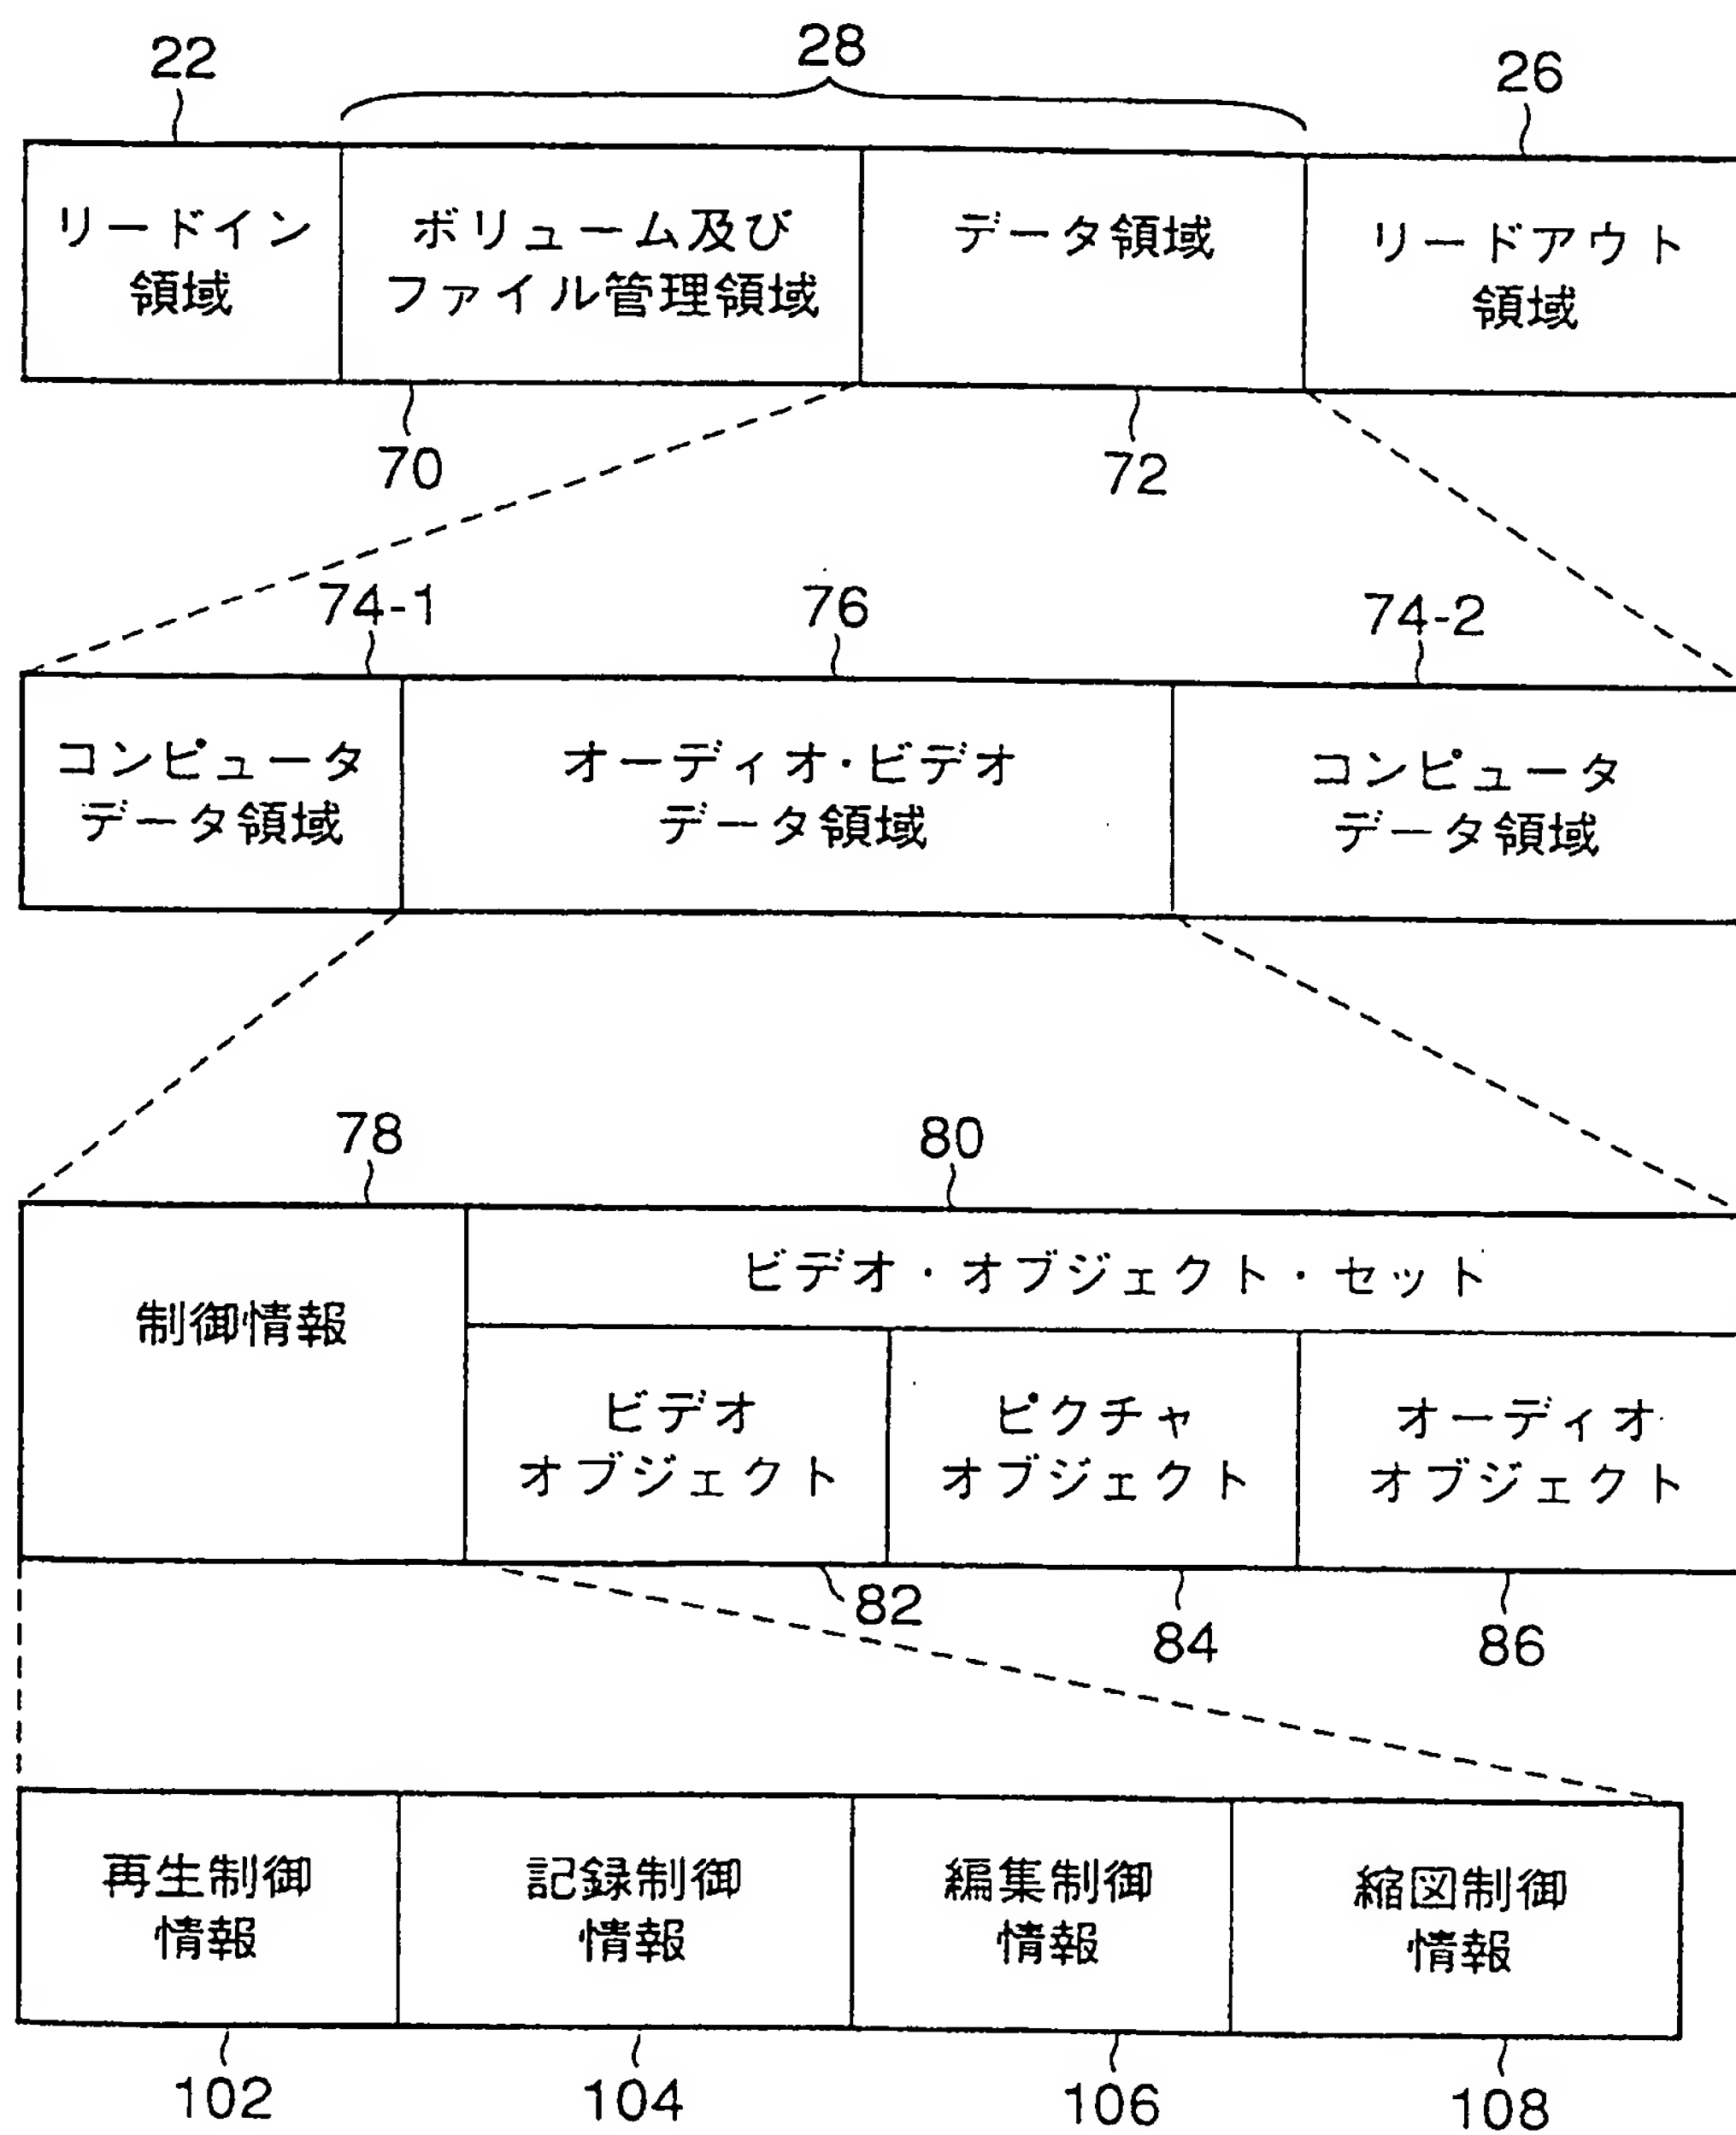 28
22
26
リードイン
領域
ボリューム及び
ファイル管理領域
データ領域
リードアウト
領域
70
72
74-1
76
74-2
コンピュータ
データ領域
オーディオ・ビデオ
データ領域
コンピュータ
データ領域
78
80
制御情報
ビデオ・オブジェクト・セット
ビデオ
オブジェクト
ピクチャ
オブジェクト
オーディオ
オブジェクト
82
84
86
再生制御
情報
記録制御
情報
編集制御
情報
縮図制御
情報
102
104
106
108